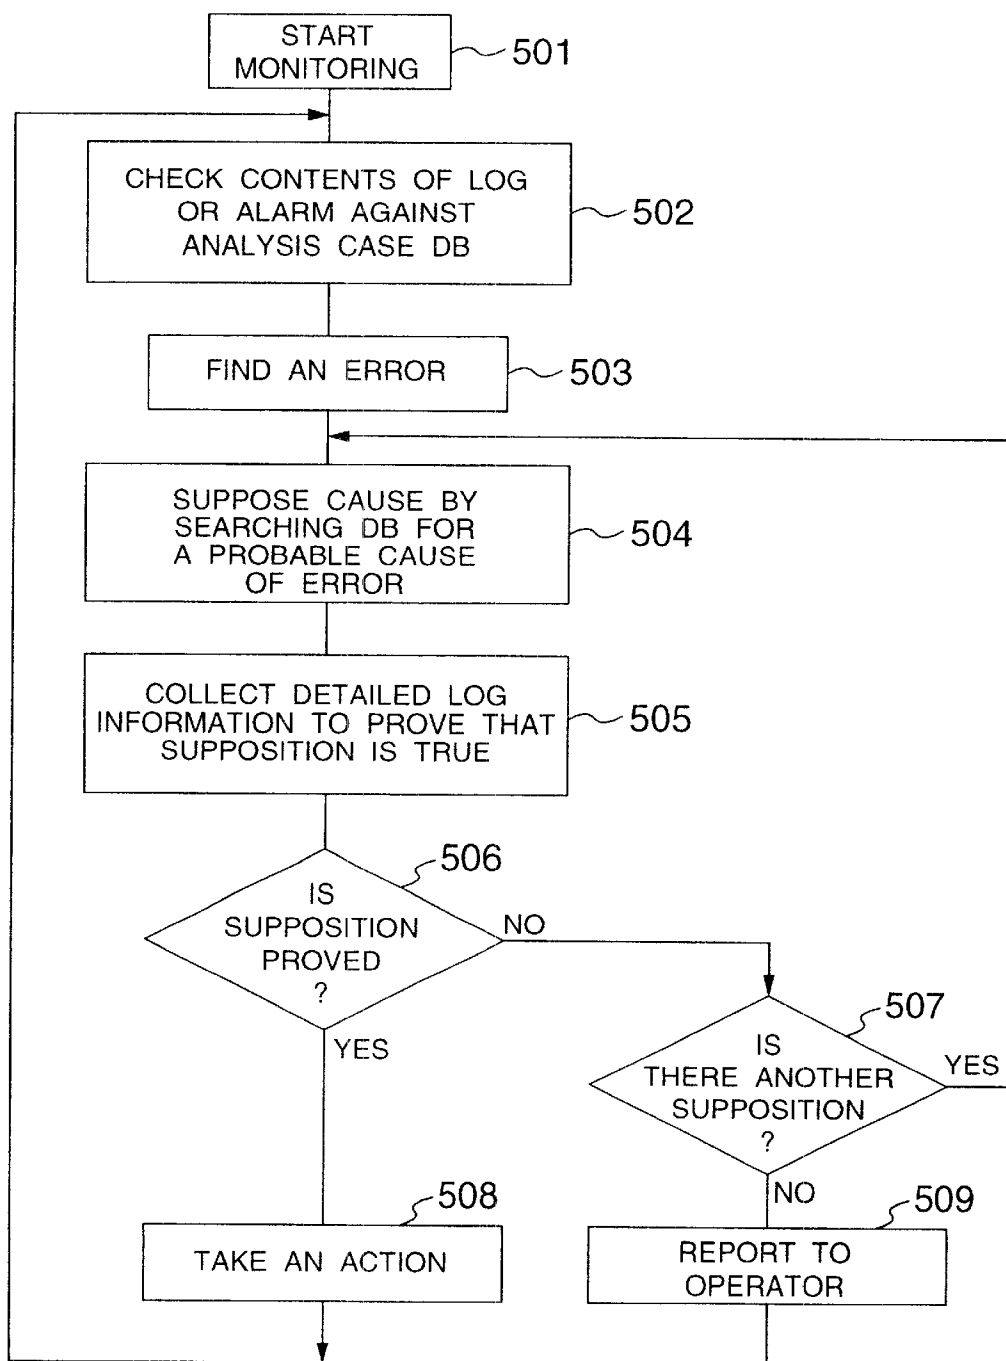 START
MONITORING
501
CHECK CONTENTS OF LOG
OR ALARM AGAINST
ANALYSIS CASE DB
502
FIND AN ERROR
503
SUPPOSE CAUSE BY
SEARCHING DB FOR
A PROBABLE CAUSE
OF ERROR
504
COLLECT DETAILED LOG
INFORMATION TO PROVE THAT
SUPPOSITION IS TRUE
505
506
IS
SUPPOSITION
PROVED
?
NO
YES
507
IS
THERE ANOTHER
SUPPOSITION
?
YES
NO
508
TAKE AN ACTION
509
REPORT TO
OPERATOR